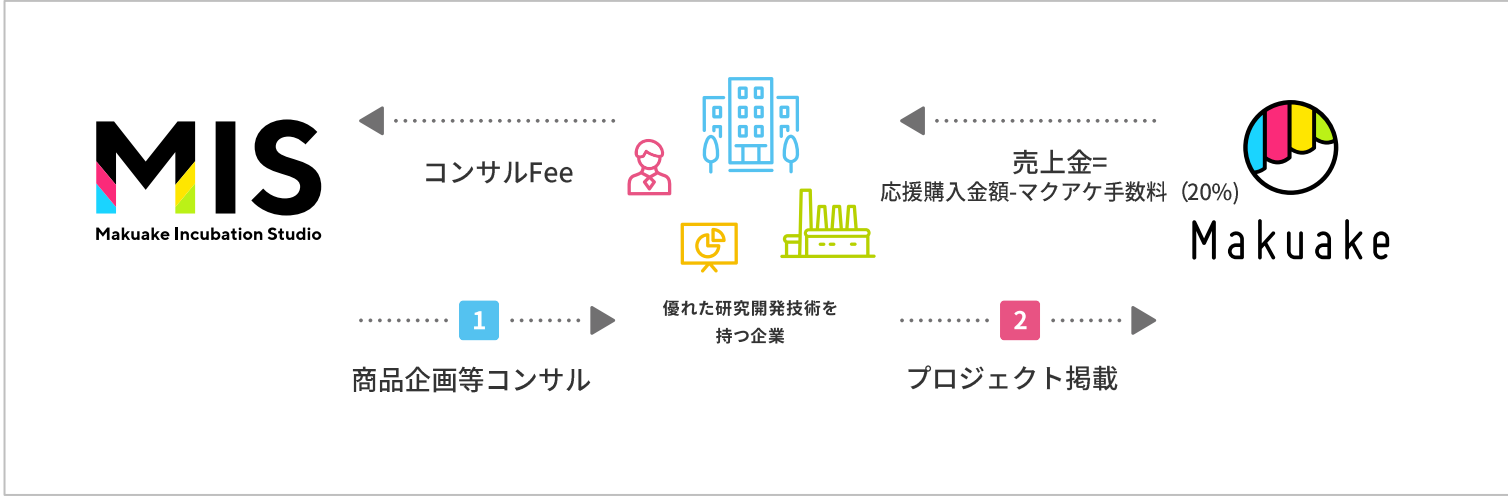 MIS
Makuake Incubation Studio
コンサルFee
売上金=
応援購入金額-マクアケ手数料（20%)
Makuake
優れた研究開発技術を
持つ企業
1
商品企画等コンサル
2
プロジェクト掲載